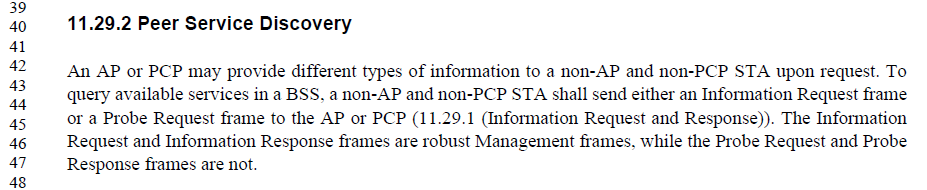 39
40 11.29.2 Peer Service Discovery
41
42 An AP or PCP may provide different types of information to a non-AP and non-PCP STA upon request. To
43 query available services in a BSS, a non-AP and non-PCP STA shall send either an Information Request frame
44 or a Probe Request frame to the AP or PCP (11.29.1 (Information Request and Response)). The Information
45
46 Request and Information Response frames are robust Management frames, while the Probe Request and Probe
47 Response frames are not.
48